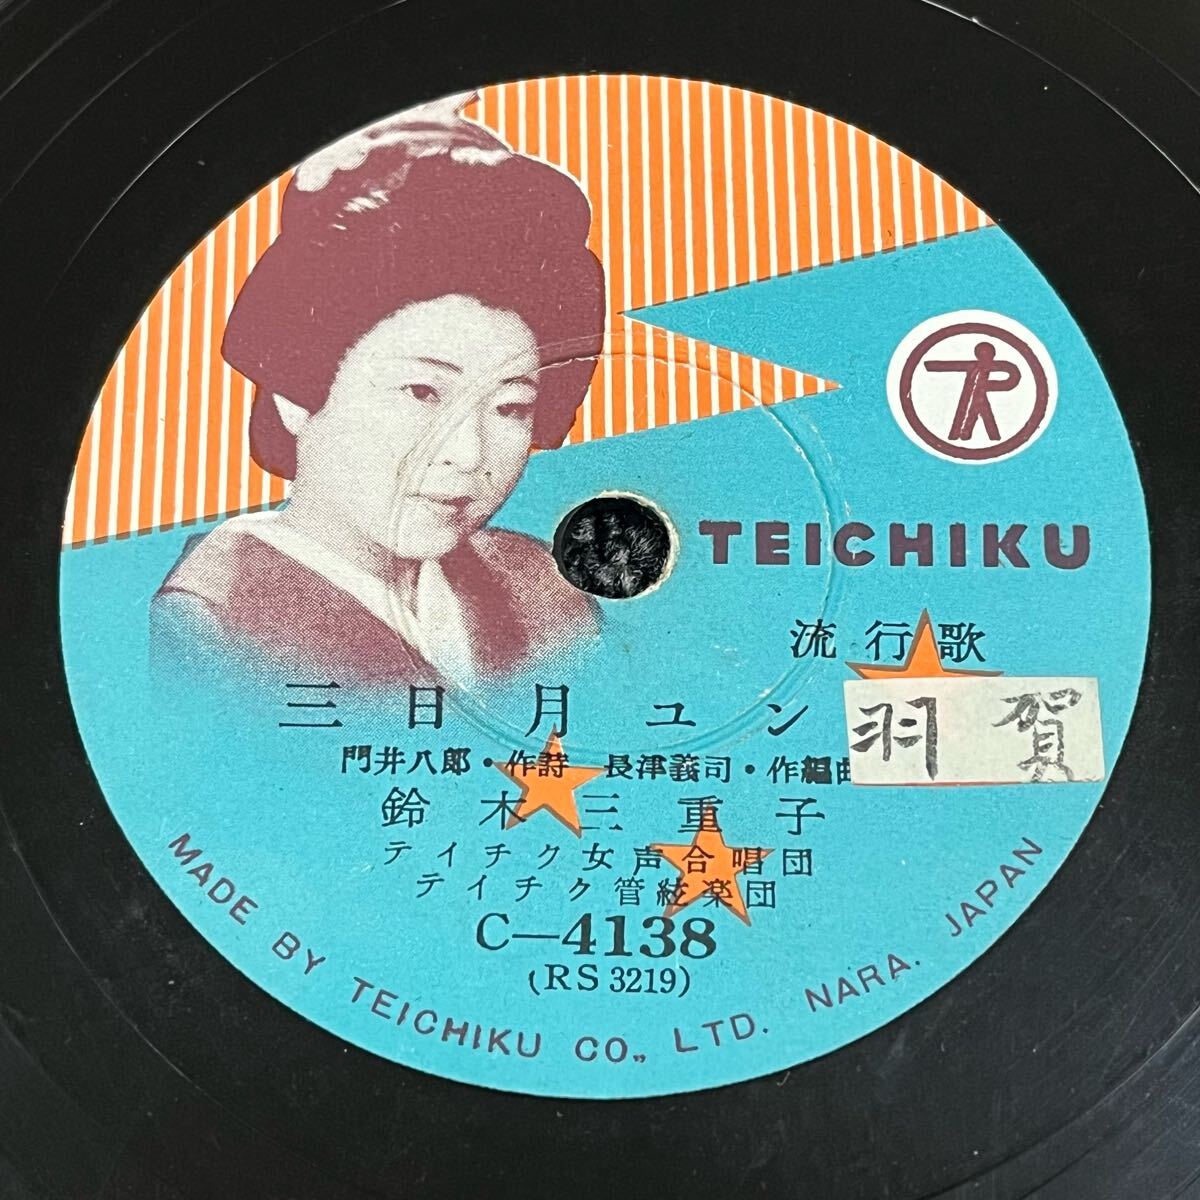 TEICHIKU
流行歌
三日月ユン
羽賀
門井八郎・作詩 長津義司・作編曲
鈴木三重子
テイチク女声合唱団
テイチク管絃楽団
C-4138
(RS3219)
MADE BY TEICHIKU CO., LTD. NARA. JAPAN